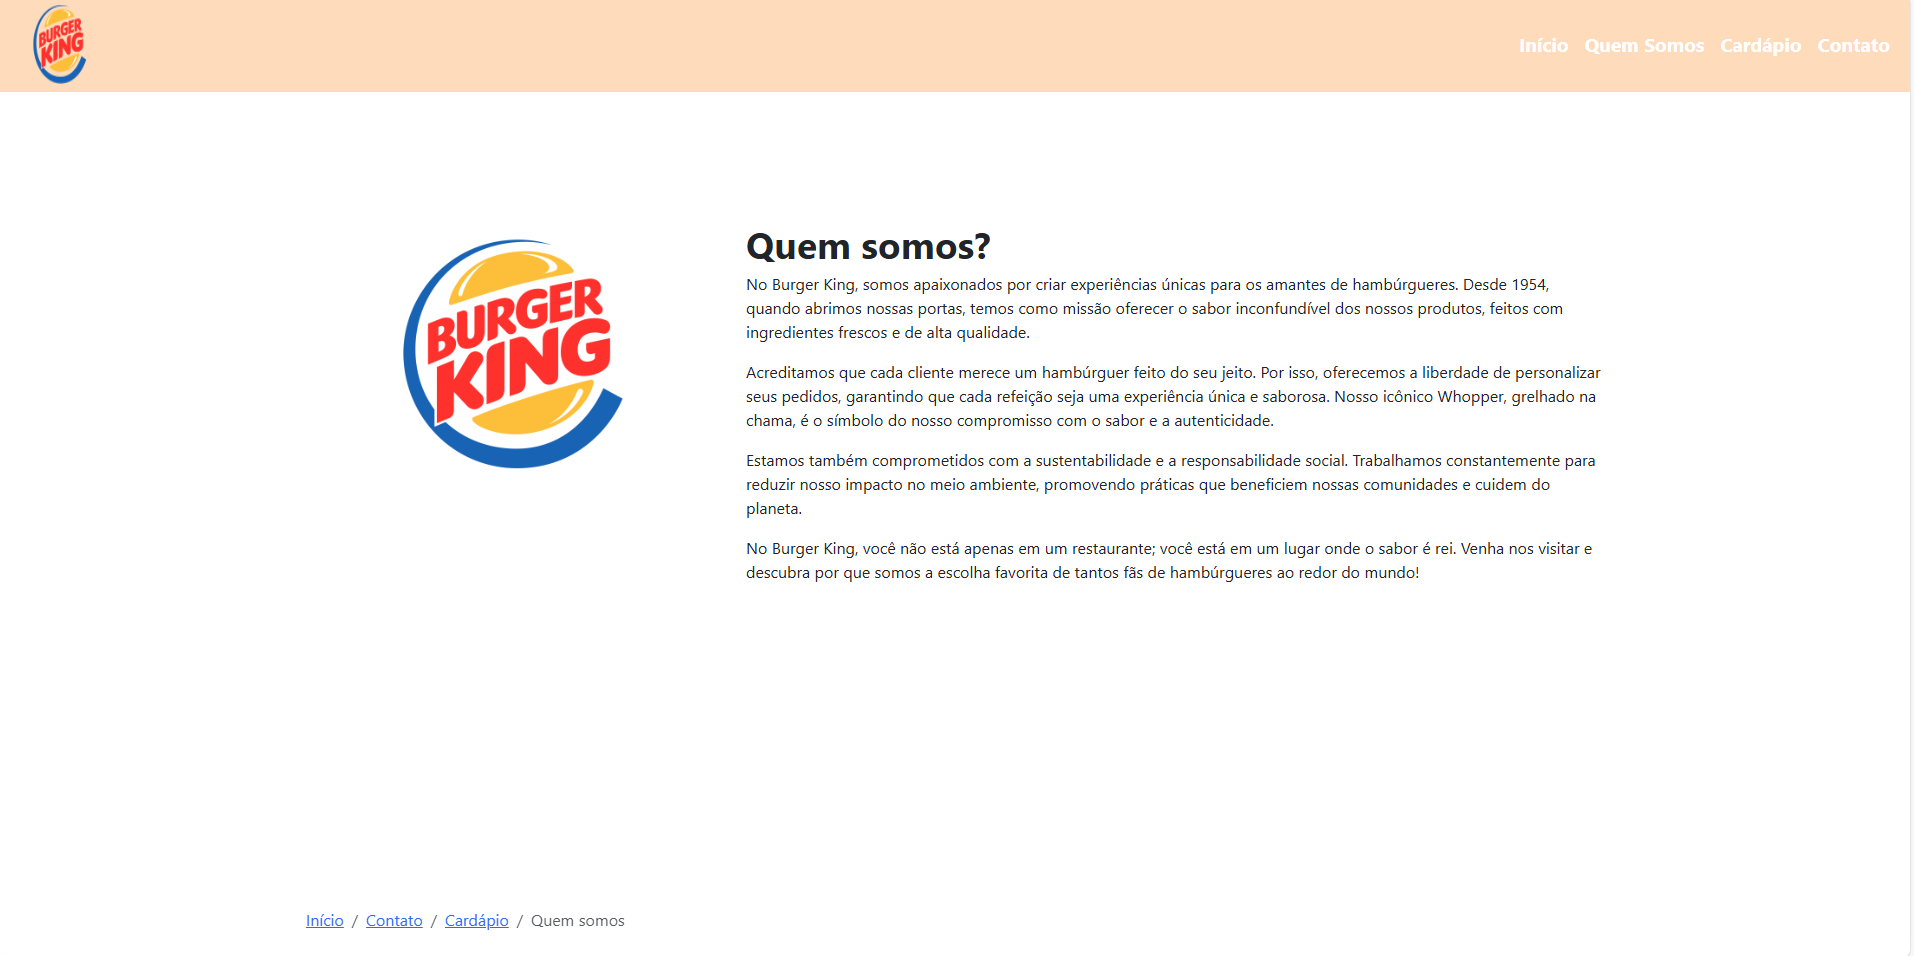 BURGER
KING
Início Quem Somos Cardápio Contato
BURGER
KING
Quem somos?
No Burger King, somos apaixonados por criar experiências únicas para os amantes de hambúrgueres. Desde 1954,
quando abrimos nossas portas, temos como missão oferecer o sabor inconfundível dos nossos produtos, feitos com
ingredientes frescos e de alta qualidade.
Acreditamos que cada cliente merece um hambúrguer feito do seu jeito. Por isso, oferecemos a liberdade de personalizar
seus pedidos, garantindo que cada refeição seja uma experiência única e saborosa. Nosso icônico Whopper, grelhado na
chama, é o símbolo do nosso compromisso com o sabor e a autenticidade.
Estamos também comprometidos com a sustentabilidade e a responsabilidade social. Trabalhamos constantemente para
reduzir nosso impacto no meio ambiente, promovendo práticas que beneficiem nossas comunidades e cuidem do
planeta.
No Burger King, você não está apenas em um restaurante; você está em um lugar onde o sabor é rei. Venha nos visitar e
descubra por que somos a escolha favorita de tantos fãs de hambúrgueres ao redor do mundo!
Início / Contato / Cardápio / Quem somos